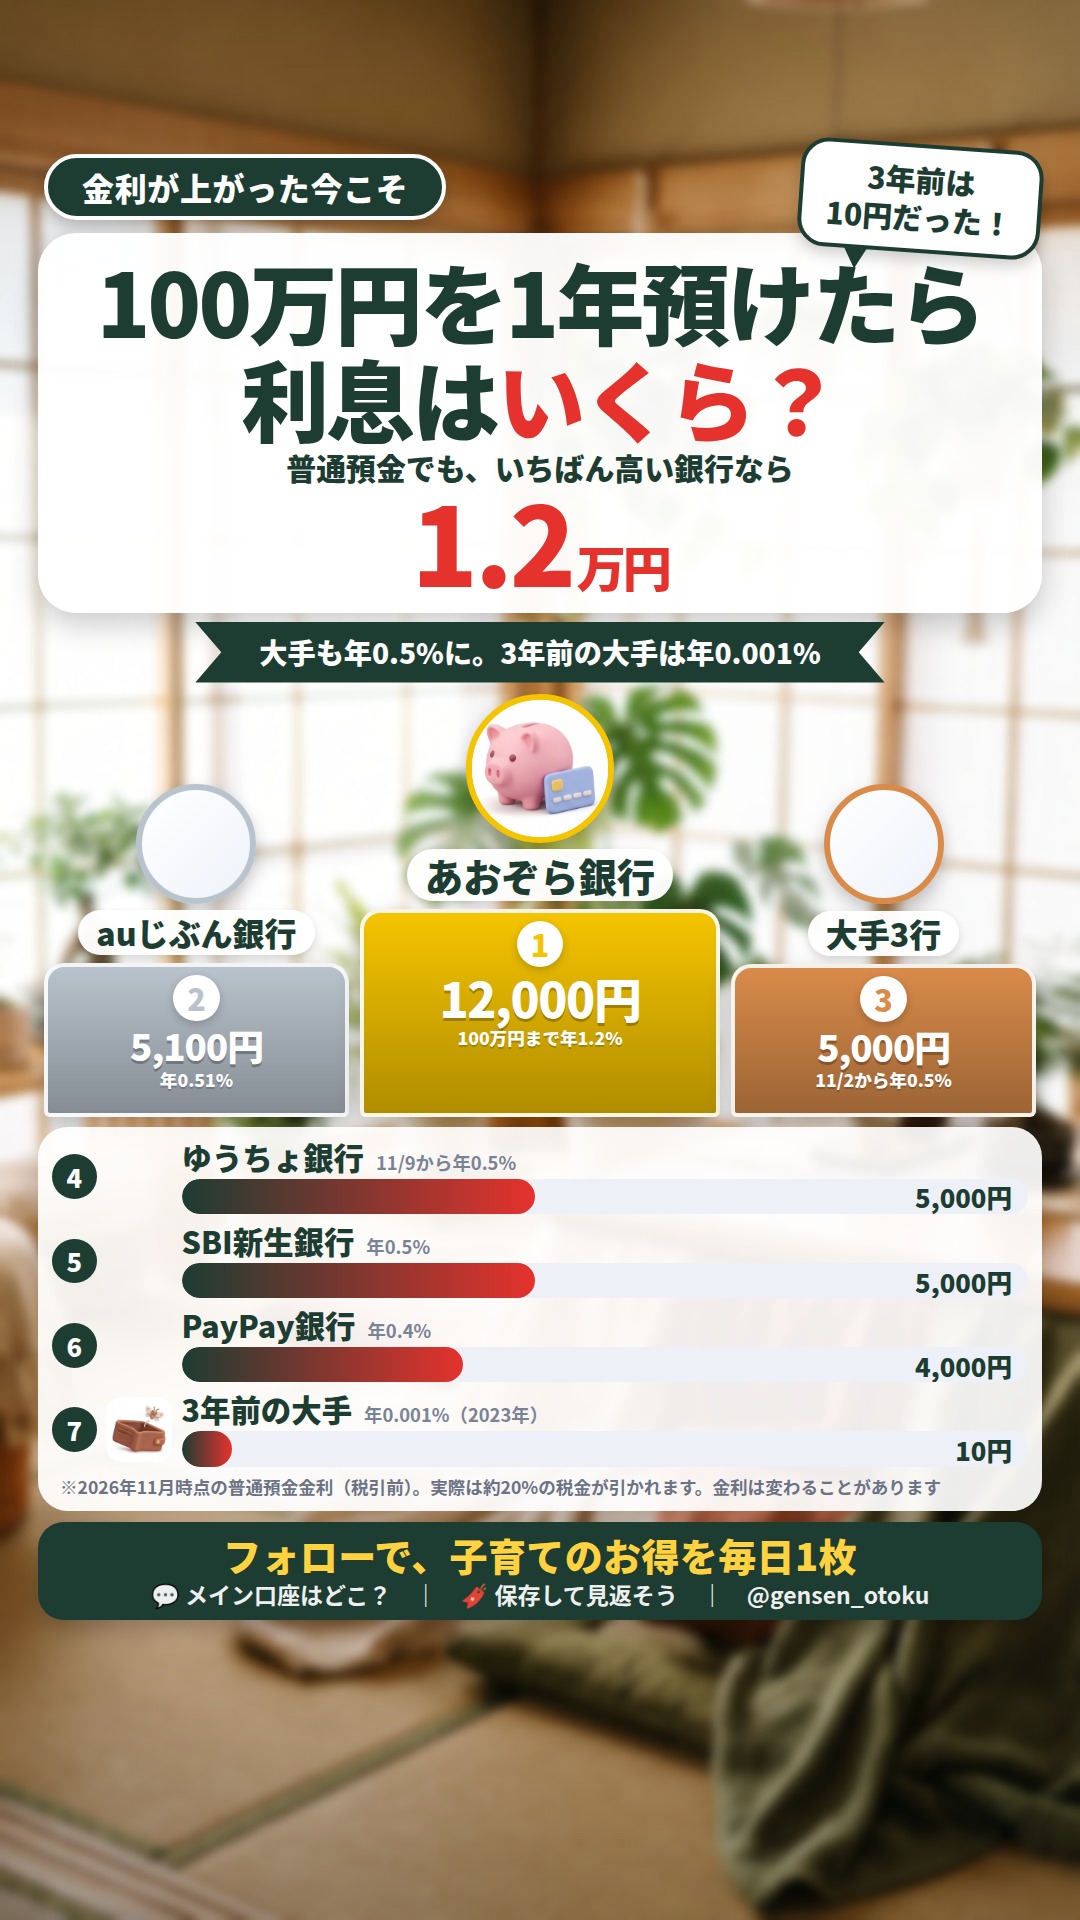 金利が上がった今こそ
3年前は
10円だった！
100万円を1年預けたら
利息はいくら？
普通預金でも、いちばん高い銀行なら
1.2万円
大手も年0.5%に。3年前の大手は年0.001%
あおぞら銀行
1
12,000円
100万円まで年1.2%
auじぶん銀行
2
5,100円
年0.51%
大手3行
3
5,000円
11/2から年0.5%
4 ゆうちょ銀行 11/9から年0.5%
5,000円
5 SBI新生銀行 年0.5%
5,000円
6 PayPay銀行 年0.4%
4,000円
7 3年前の大手 年0.001%（2023年）
10円
※2026年11月時点の普通預金金利（税引前）。実際は約20%の税金が引かれます。金利は変わることがあります
フォローで、子育てのお得を毎日1枚
💬 メイン口座はどこ？ ｜ 🔖 保存して見返そう ｜ @gensen_otoku